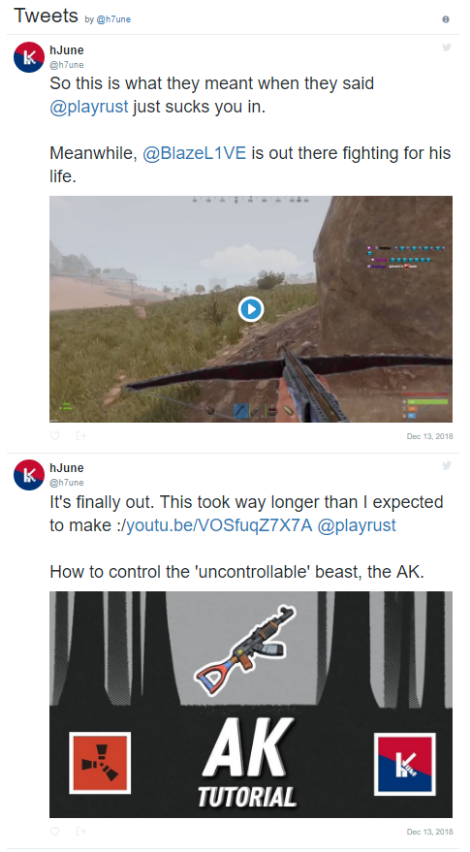 Tweets by @h7une
hJune
@h7une
So this is what they meant when they said
@playrust just sucks you in.
Meanwhile, @BlazeL1VE is out there fighting for his
life.
Dec 13, 2018
hJune
@h7une
It's finally out. This took way longer than I expected
to make :/youtu.be/VOSfuqZ7X7A @playrust
How to control the 'uncontrollable' beast, the AK.
AK
TUTORIAL
Dec 13, 2018